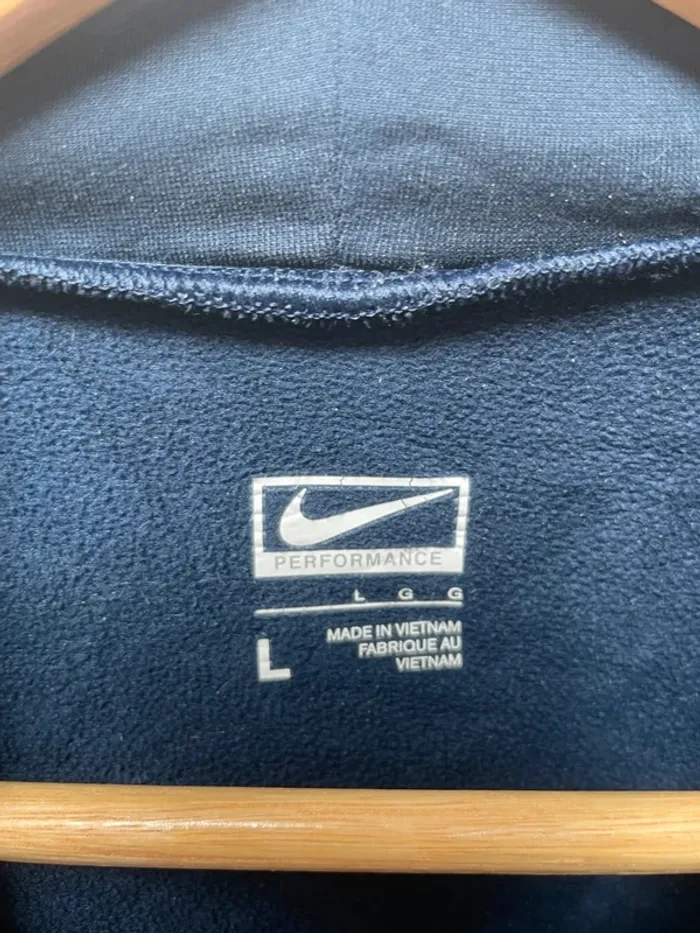 PERFORMANCE
L G G
L
MADE IN VIETNAM
FABRIQUE AU
VIETNAM